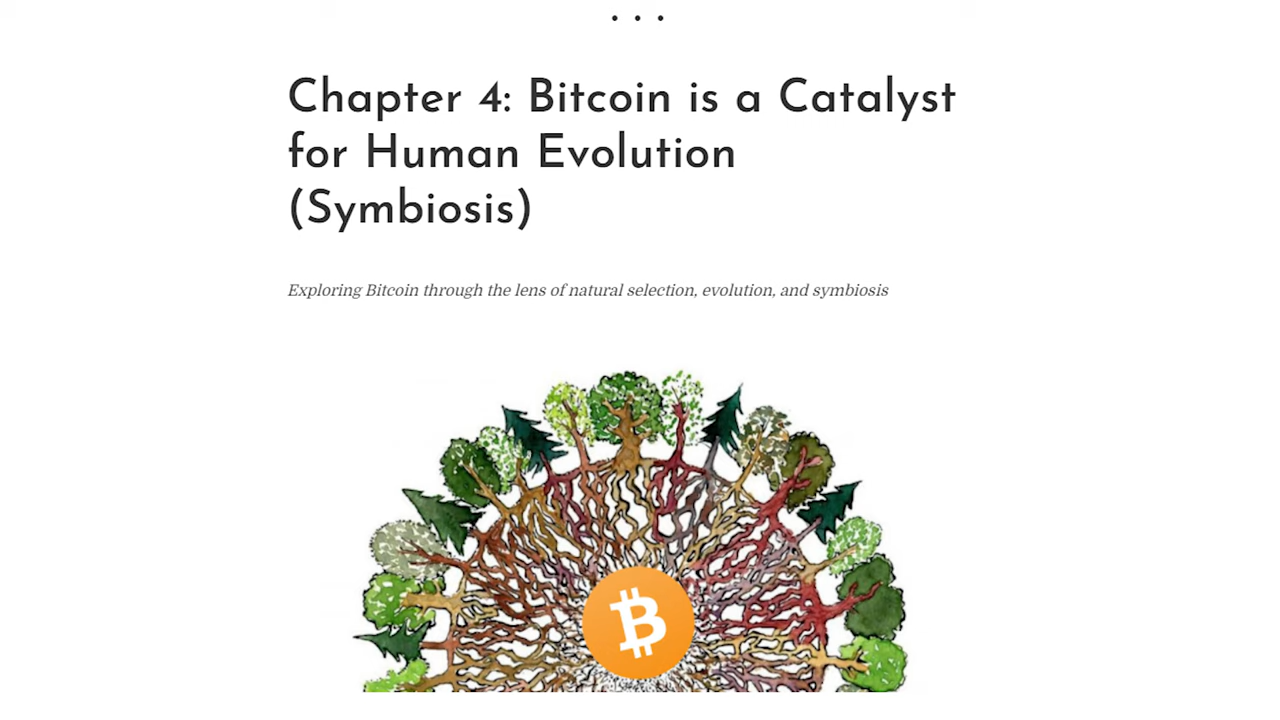 Chapter 4: Bitcoin is a Catalyst
for Human Evolution
(Symbiosis)
Exploring Bitcoin through the lens of natural selection, evolution, and symbiosis